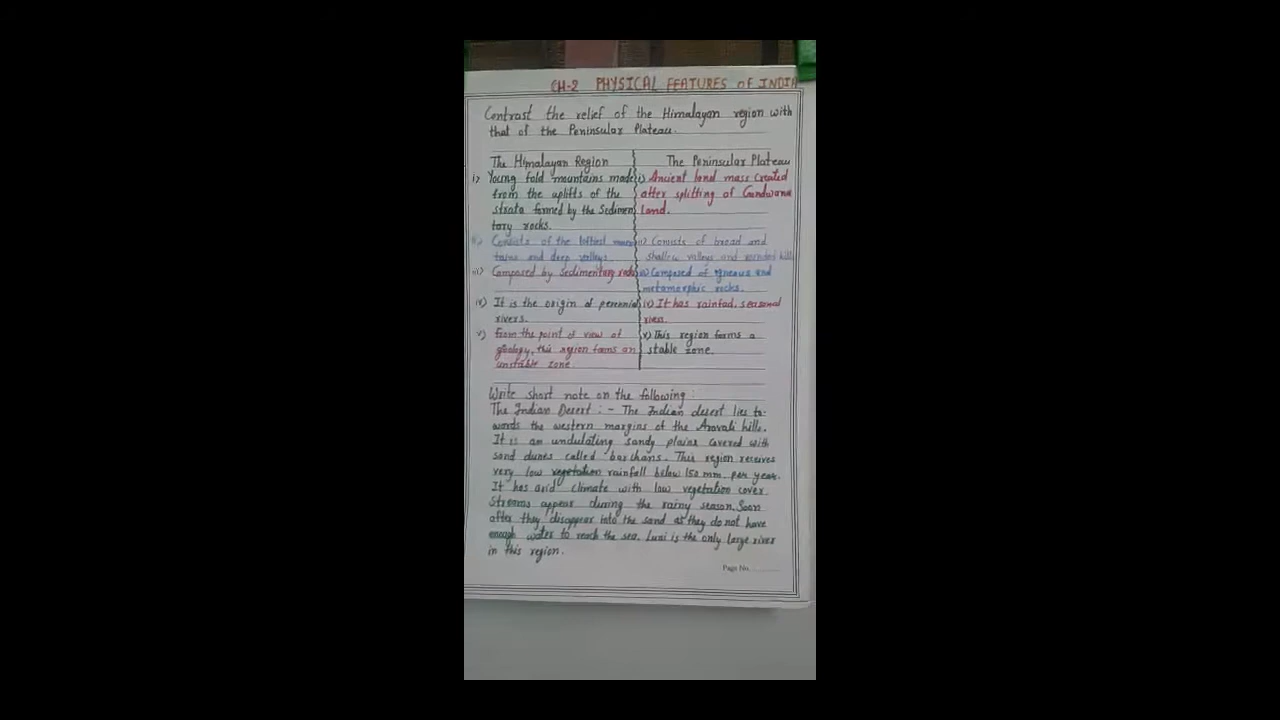 CH-2 PHYSICAL FEATURES OF INDIA
Contrast the relief of the Himalayan region with
that of the Peninsular Plateau.
The Himalayan Region
i) Young fold mountains made
from the uplifts of the
strata formed by the Sedimen
tary rocks.
ii) Consists of the loftiest moun
tains and deep valleys.
iii) Composed by Sedimentary rocks
iv) It is the origin of perennial
rivers.
v) From the point of view of
geology, this region forms an
unstable zone.
The Peninsular Plateau
i) Ancient land mass created
after splitting of Gondwana
land.
ii) Consists of broad and
shallow valleys and rounded hills
iii) Composed of igneous and
metamorphic rocks.
iv) It has rainfed, seasonal
river.
v) This region forms a
stable zone.
Write short note on the following :
The Indian Desert : - The Indian desert lies to-
words the western margins of the Aravali hills.
It is an undulating sandy plains covered with
sand dunes called barchans. This region receives
very low vegetation rainfall below 150 mm. per year.
It has arid climate with low vegetation cover.
Streams appear during the rainy season. Soon
after they disappear into the sand as they do not have
enough water to reach the sea. Luni is the only large river
in this region.
Page No.